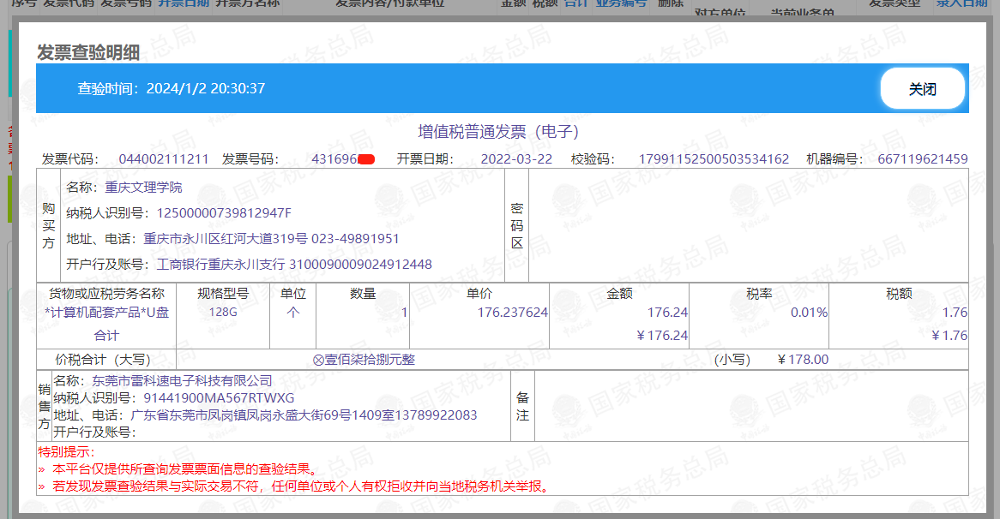 序号 发票代码 发票号码 开票日期 开票方名称 发票内容/付款单位 金额 税额 合计 业务编号 删除 对方单位 当前业务单 发票类型 录入日期
发票查验明细
查验时间：2024/1/2 20:30:37
关闭
增值税普通发票（电子）
发票代码： 044002111211 发票号码： 431696 开票日期： 2022-03-22 校验码： 17991152500503534162 机器编号： 667119621459
购买方
名称：重庆文理学院
纳税人识别号：12500000739812947F
地址、电话：重庆市永川区红河大道319号 023-49891951
开户行及账号：工商银行重庆永川支行 3100090009024912448
密码区
货物或应税劳务名称 规格型号 单位 数量 单价 金额 税率 税额
*计算机配套产品*U盘 128G 个 1 176.237624 176.24 0.01% 1.76
合计 ￥176.24 ￥1.76
价税合计（大写） ⊗壹佰柒拾捌元整 (小写) ￥178.00
销售方
名称：东莞市雷科速电子科技有限公司
纳税人识别号：91441900MA567RTWXG
地址、电话：广东省东莞市凤岗镇凤岗永盛大街69号1409室13789922083
开户行及账号：
备注
特别提示：
» 本平台仅提供所查询发票票面信息的查验结果。
» 若发现发票查验结果与实际交易不符，任何单位或个人有权拒收并向当地税务机关举报。
国家税务总局